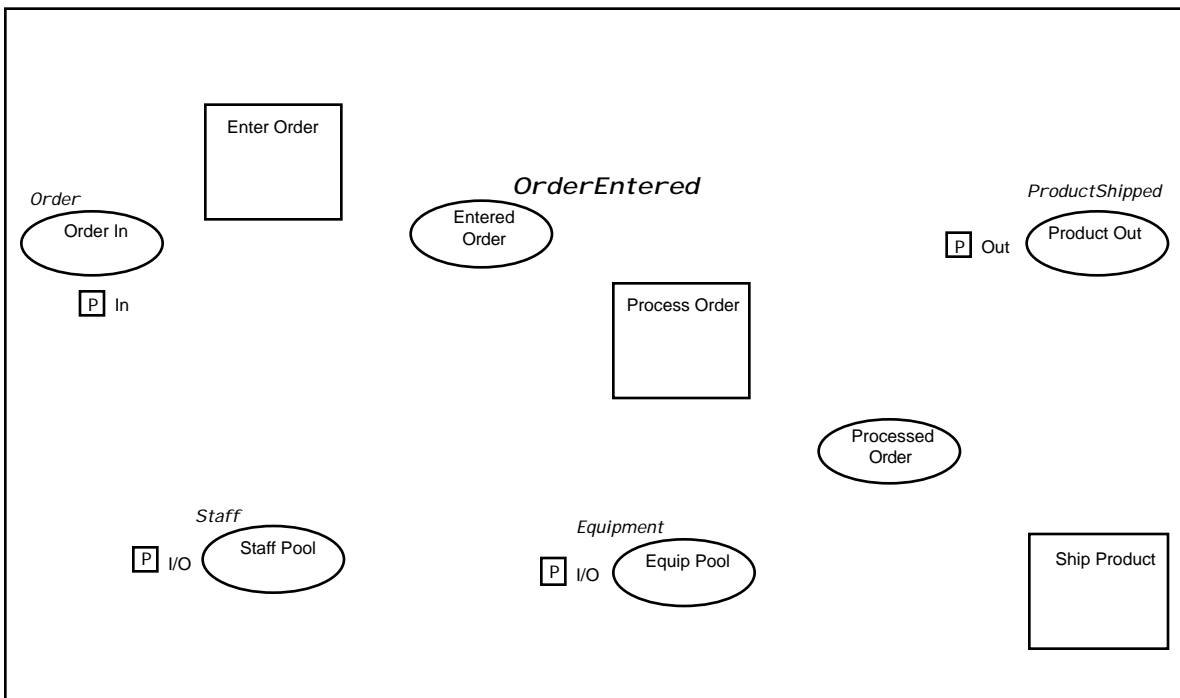 Enter Order
OrderEntered
Order
ProductShipped
Order In
Entered
Order
P Out
Product Out
P In
Process Order
Processed
Order
Staff
Equipment
P I/O
Staff Pool
P I/O
Equip Pool
Ship Product